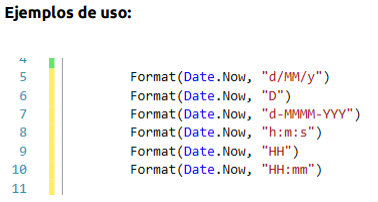 Ejemplos de uso:
4
5 Format(Date.Now, "d/MM/y")
6 Format(Date.Now, "D")
7 Format(Date.Now, "d-MMMM-YYY")
8 Format(Date.Now, "h:m:s")
9 Format(Date.Now, "HH")
10 Format(Date.Now, "HH:mm")
11